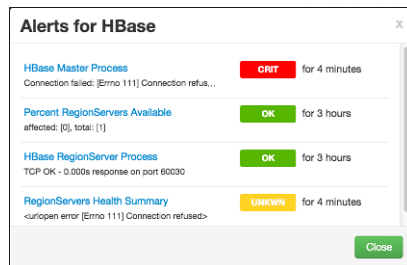 Alerts for HBase
x
HBase Master Process
CRIT
for 4 minutes
Connection failed: [Errno 111] Connection refus...
Percent RegionServers Available
OK
for 3 hours
affected: [0], total: [1]
HBase RegionServer Process
OK
for 3 hours
TCP OK - 0.000s response on port 60030
RegionServers Health Summary
UNKWN
for 4 minutes
<urlopen error [Errno 111] Connection refused>
Close